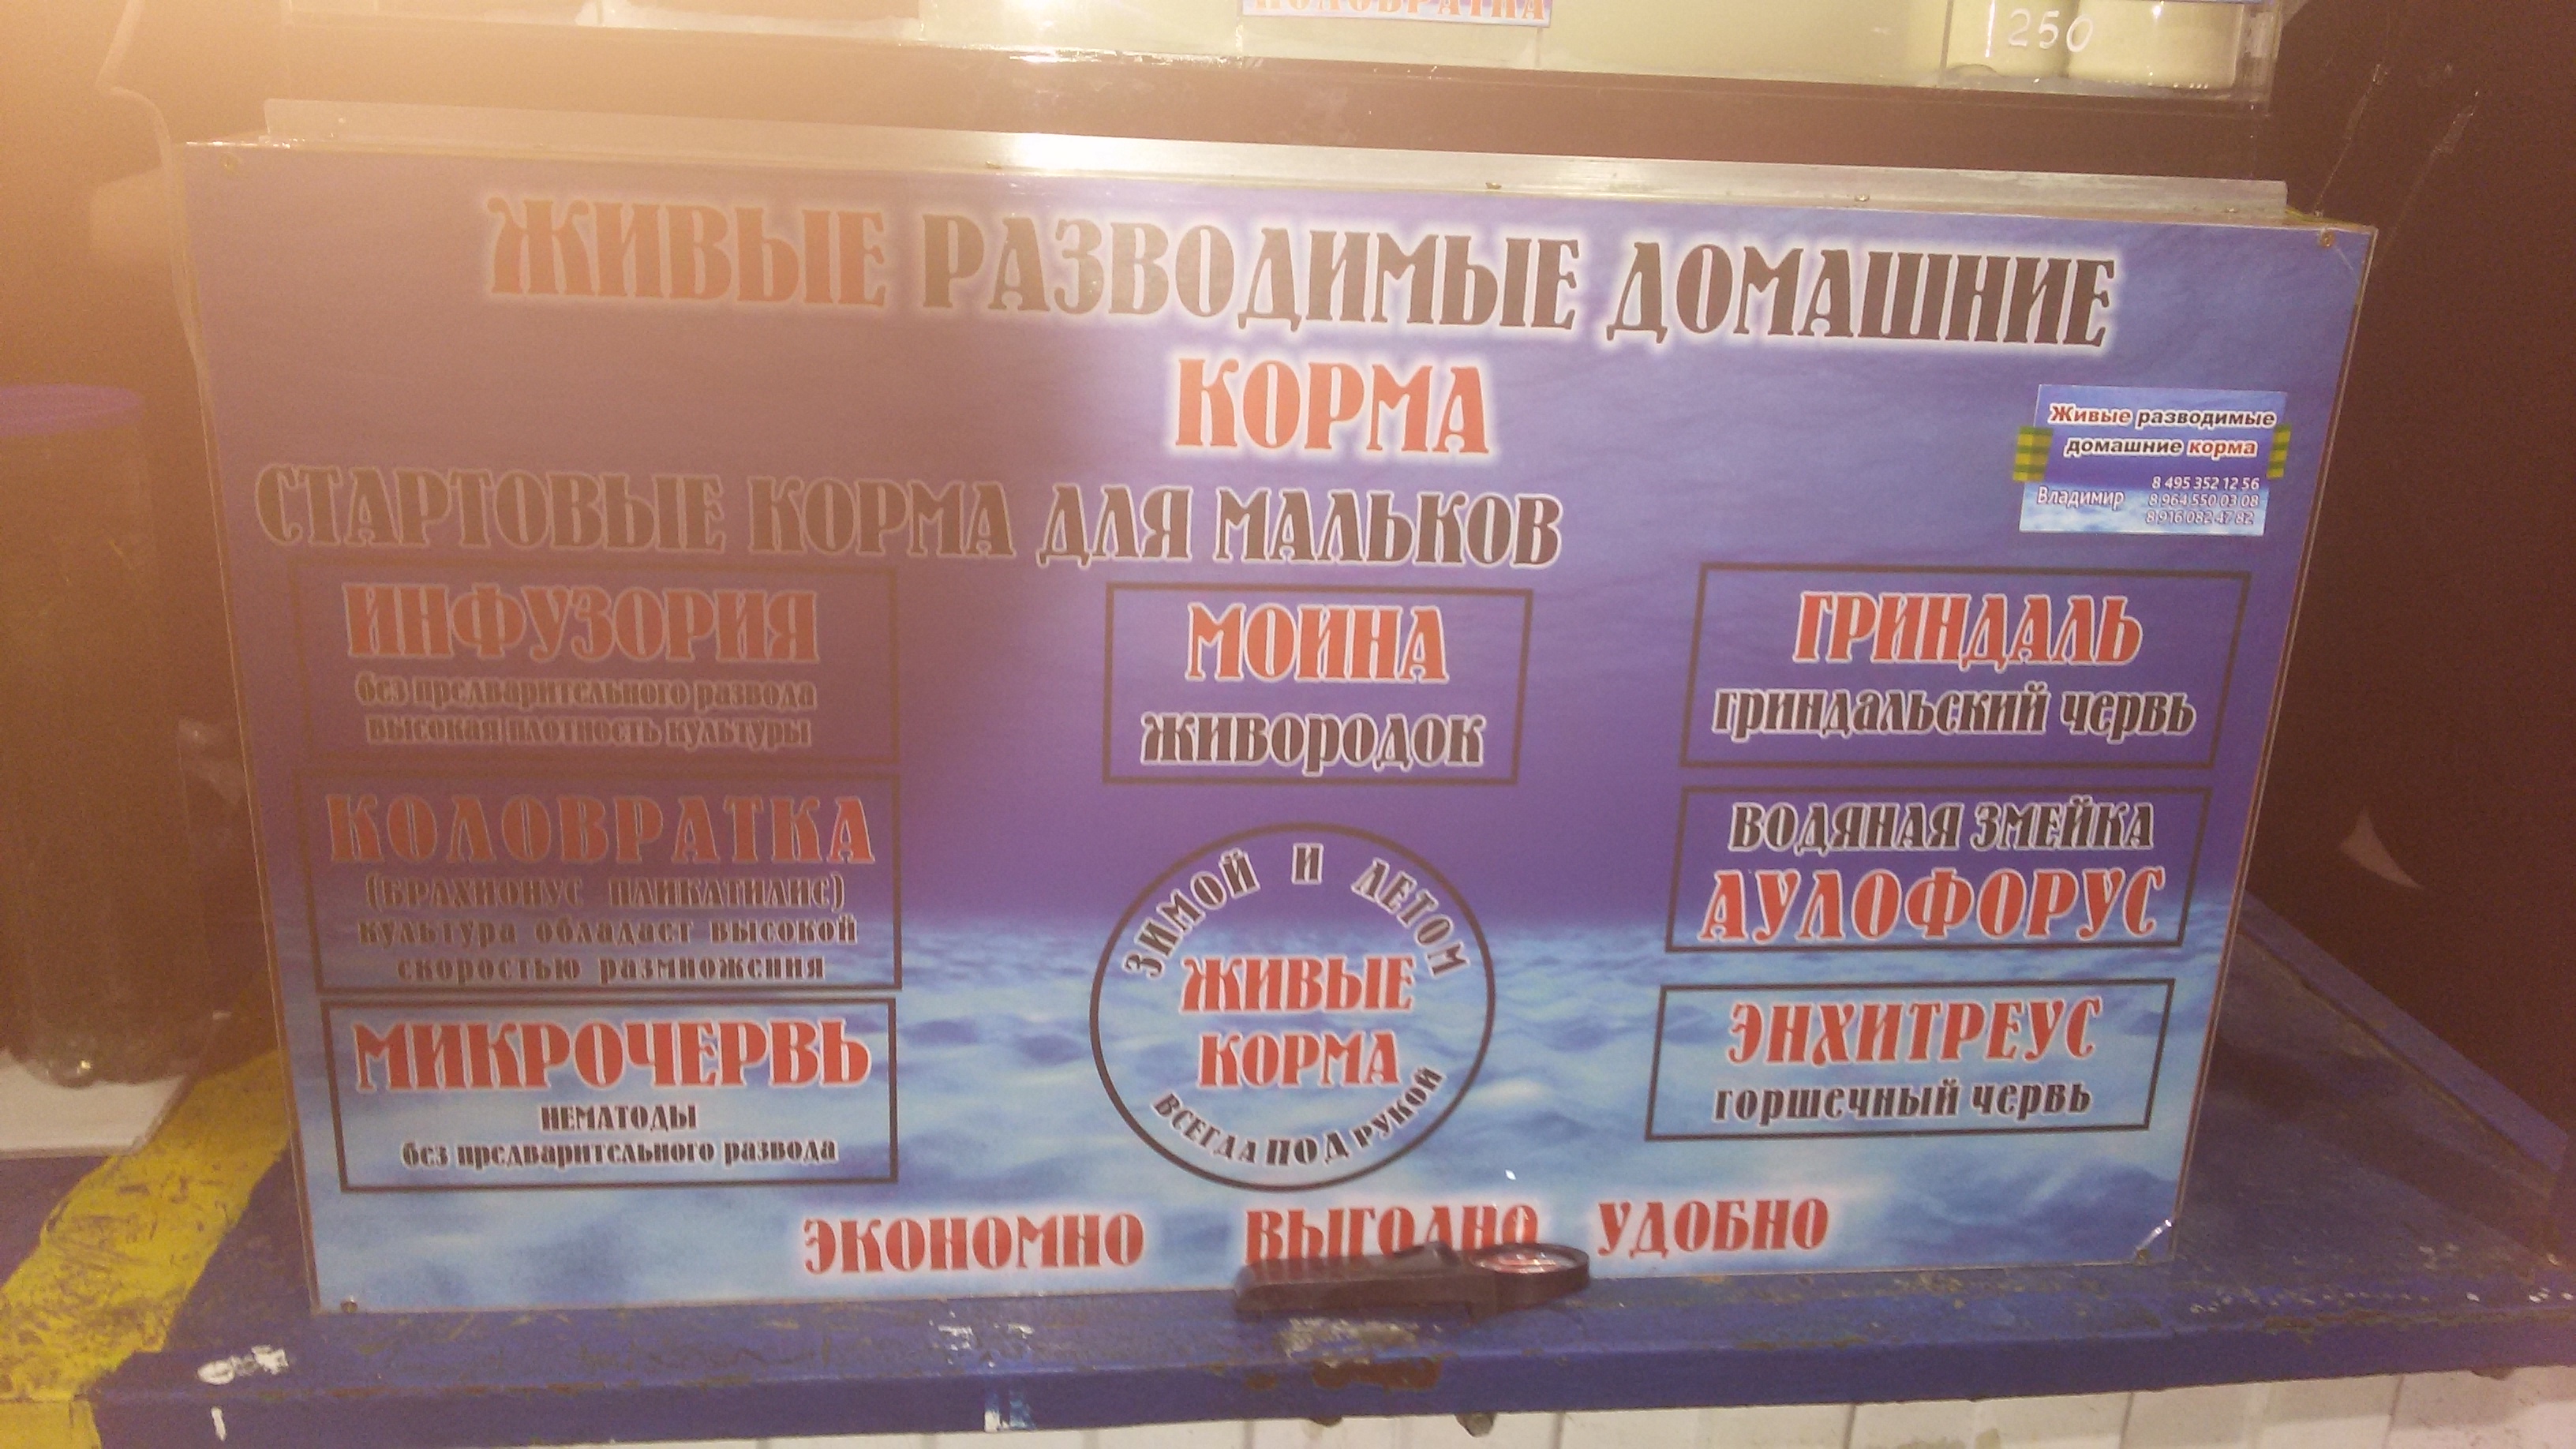 КОЛОВРАТКА
250
ЖИВЫЕ РАЗВОДИМЫЕ ДОМАШНИЕ
КОРМА
Живые разводимые
домашние корма
8 495 352 12 56
Владимир 8 964 550 03 08
8 916 082 47 82
СТАРТОВЫЕ КОРМА ДЛЯ МАЛЬКОВ
ИНФУЗОРИЯ
без предварительного развода
высокая плотность культуры
КОЛОВРАТКА
(БРАХИОНУС ПЛИКАТИЛИС)
культура обладает высокой
скоростью размножения
МИКРОЧЕРВЬ
НЕМАТОДЫ
без предварительного развода
МОИНА
живородок
ЗИМОЙ И ЛЕТОМ
ЖИВЫЕ
КОРМА
ВСЕГДА ПОД РУКОЙ
ГРИНДАЛЬ
гриндальский червь
ВОДЯНАЯ ЗМЕЙКА
АУЛОФОРУС
ЭНХИТРЕУС
горшечный червь
ЭКОНОМНО ВЫГОДНО УДОБНО